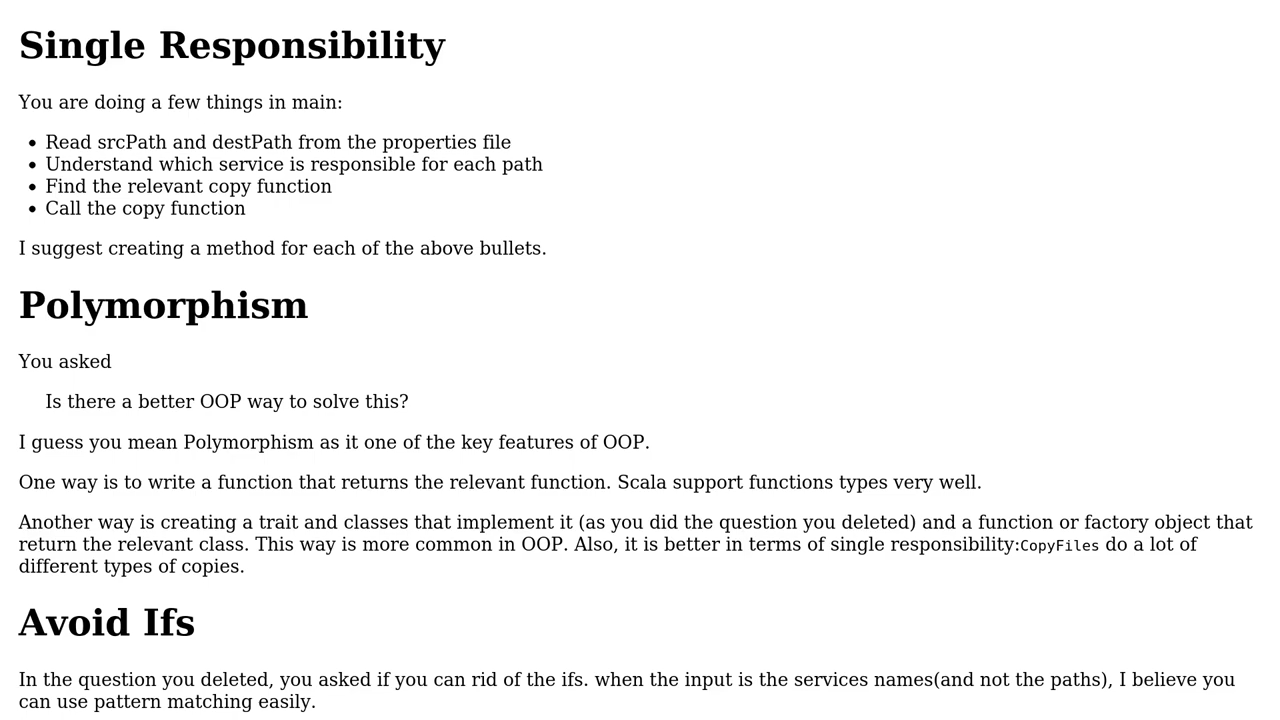 Single Responsibility
You are doing a few things in main:
• Read srcPath and destPath from the properties file
• Understand which service is responsible for each path
• Find the relevant copy function
• Call the copy function
I suggest creating a method for each of the above bullets.
Polymorphism
You asked
Is there a better OOP way to solve this?
I guess you mean Polymorphism as it one of the key features of OOP.
One way is to write a function that returns the relevant function. Scala support functions types very well.
Another way is creating a trait and classes that implement it (as you did the question you deleted) and a function or factory object that
return the relevant class. This way is more common in OOP. Also, it is better in terms of single responsibility:CopyFiles do a lot of
different types of copies.
Avoid Ifs
In the question you deleted, you asked if you can rid of the ifs. when the input is the services names(and not the paths), I believe you
can use pattern matching easily.